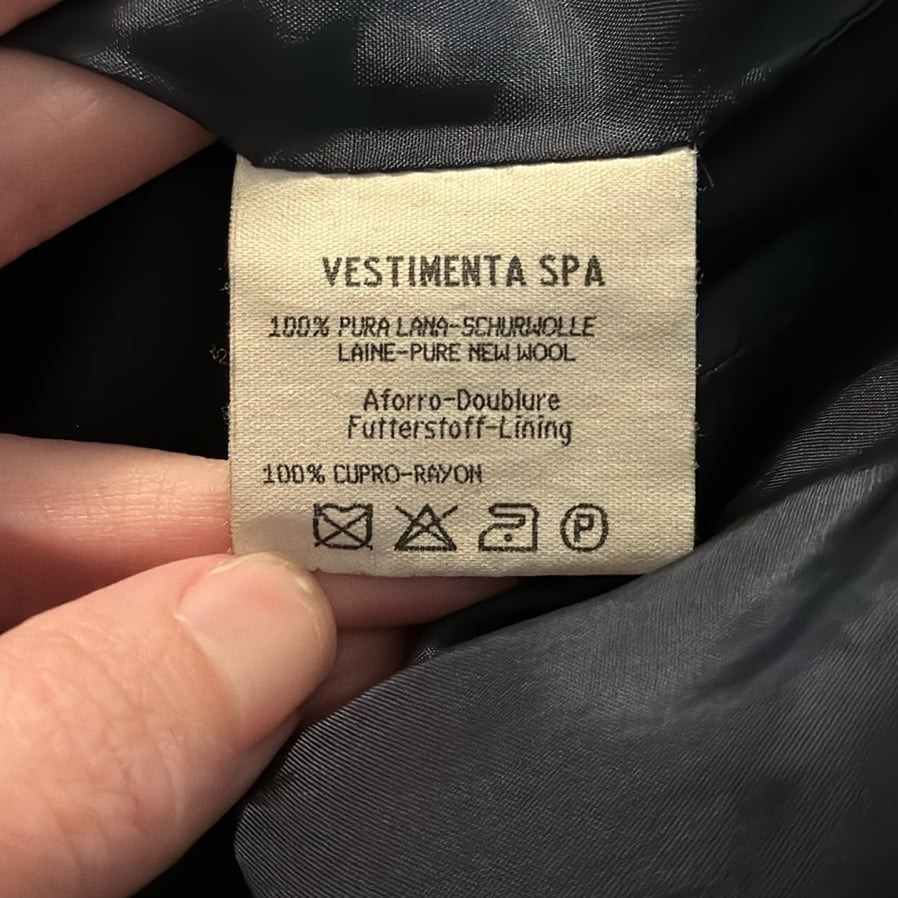 VESTIMENTA SPA
100% PURA LANA-SCHURWOLLE
LAINE-PURE NEW WOOL
Aforro-Doublure
Futterstoff-Lining
100% CUPRO-RAYON
P